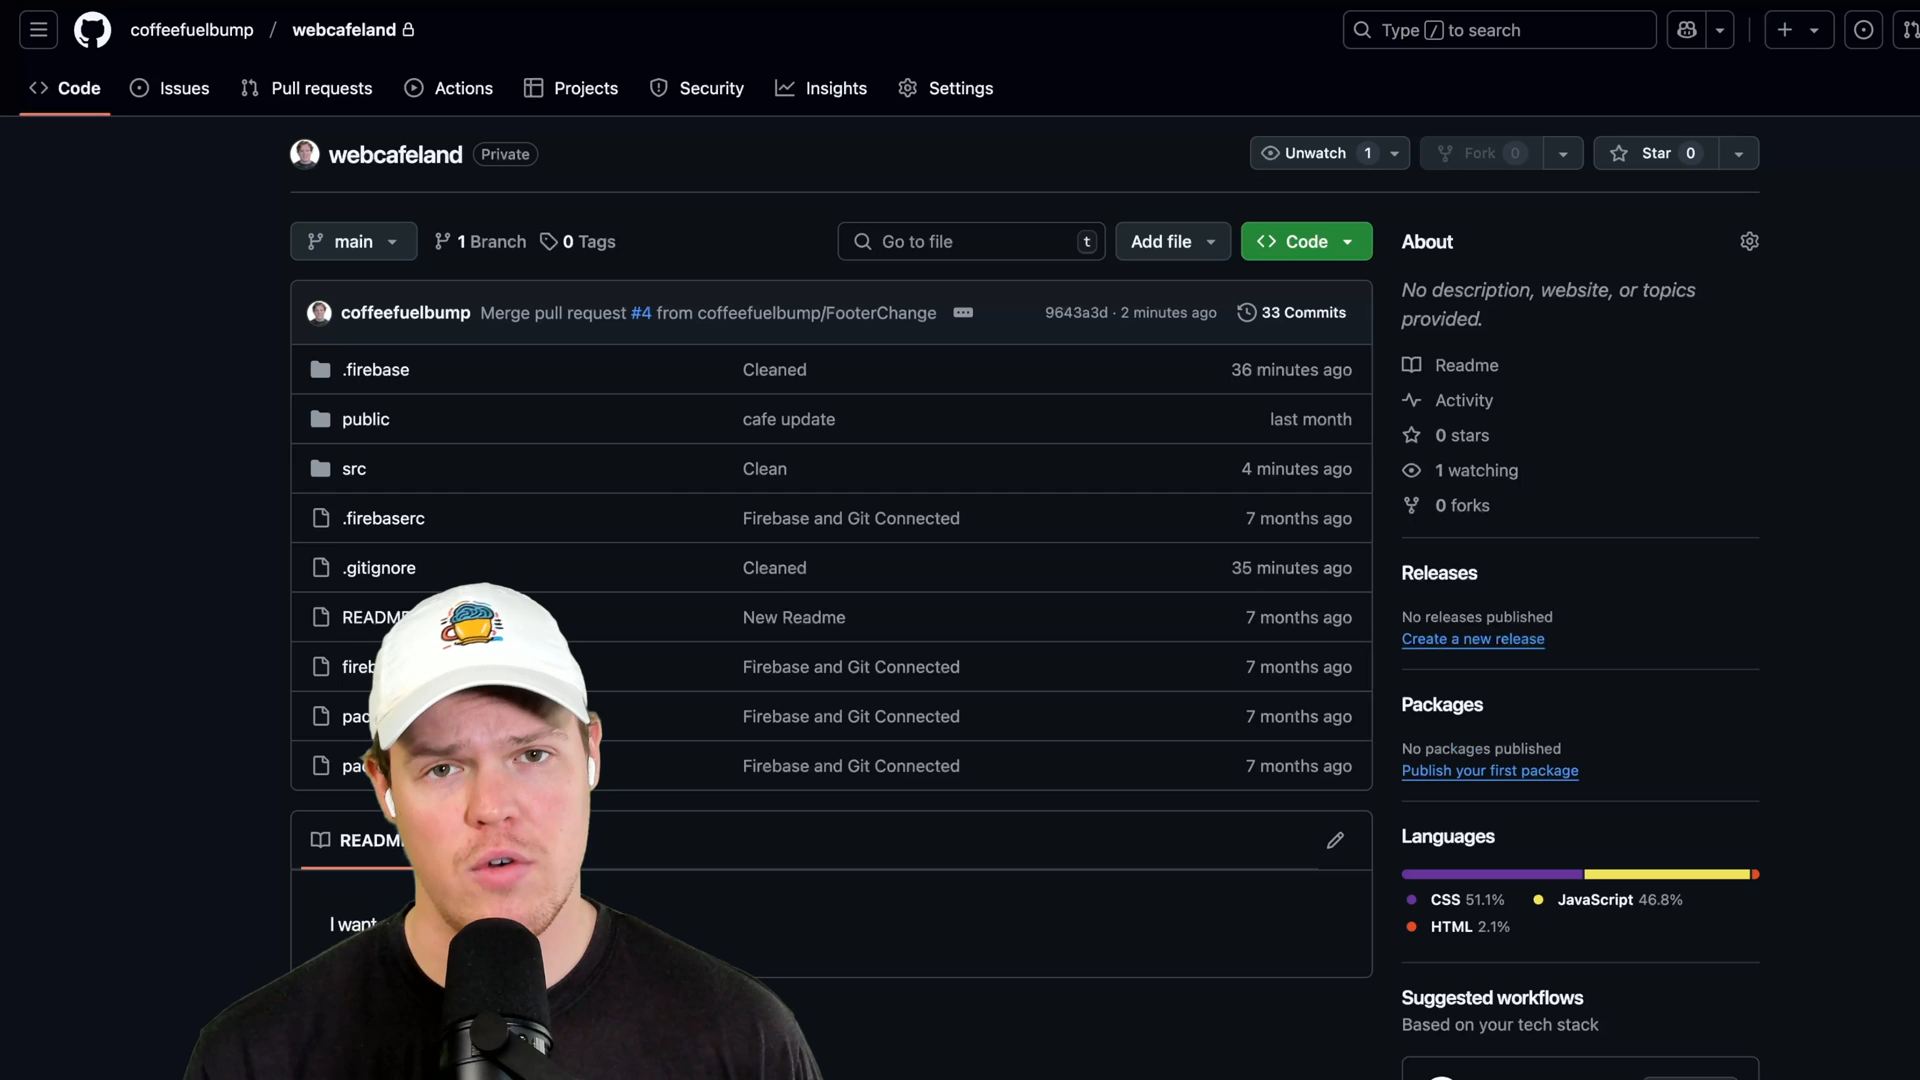 coffeefuelbump / webcafeland
Type / to search
Code Issues Pull requests Actions Projects Security Insights Settings
webcafeland Private
Unwatch 1 Fork 0 Star 0
main 1 Branch 0 Tags
Go to file t Add file Code
coffeefuelbump Merge pull request #4 from coffeefuelbump/FooterChange 9643a3d · 2 minutes ago 33 Commits
.firebase Cleaned 36 minutes ago
public cafe update last month
src Clean 4 minutes ago
.firebaserc Firebase and Git Connected 7 months ago
.gitignore Cleaned 35 minutes ago
README New Readme 7 months ago
fireb Firebase and Git Connected 7 months ago
pac Firebase and Git Connected 7 months ago
pac Firebase and Git Connected 7 months ago
README
I want
About
No description, website, or topics
provided.
Readme
Activity
0 stars
1 watching
0 forks
Releases
No releases published
Create a new release
Packages
No packages published
Publish your first package
Languages
CSS 51.1% JavaScript 46.8%
HTML 2.1%
Suggested workflows
Based on your tech stack